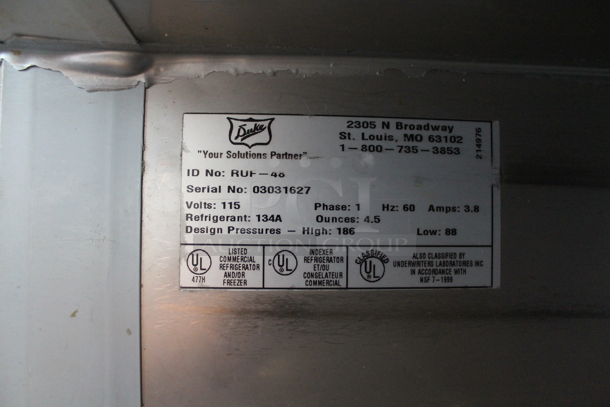 Duke
"Your Solutions Partner"
2305 N Broadway
St. Louis, MO 63102
1-800-735-3853
214976
ID No: RUF-48
Serial No: 03031627
Volts: 115 Phase: 1 Hz: 60 Amps: 3.8
Refrigerant: 134A Ounces: 4.5
Design Pressures - High: 186 Low: 88
UL
477H
LISTED
COMMERCIAL
REFRIGERATOR
AND/OR
FREEZER
C UL
INDEXER
REFRIGERATOR
ET/OU
CONGELATEUR
COMMERCIAL
CLASSIFIED
UL
ALSO CLASSIFIED BY
UNDERWRITERS LABORATORIES INC
IN ACCORDANCE WITH
NSF 7-1999
PCI
AUCTION GROUP